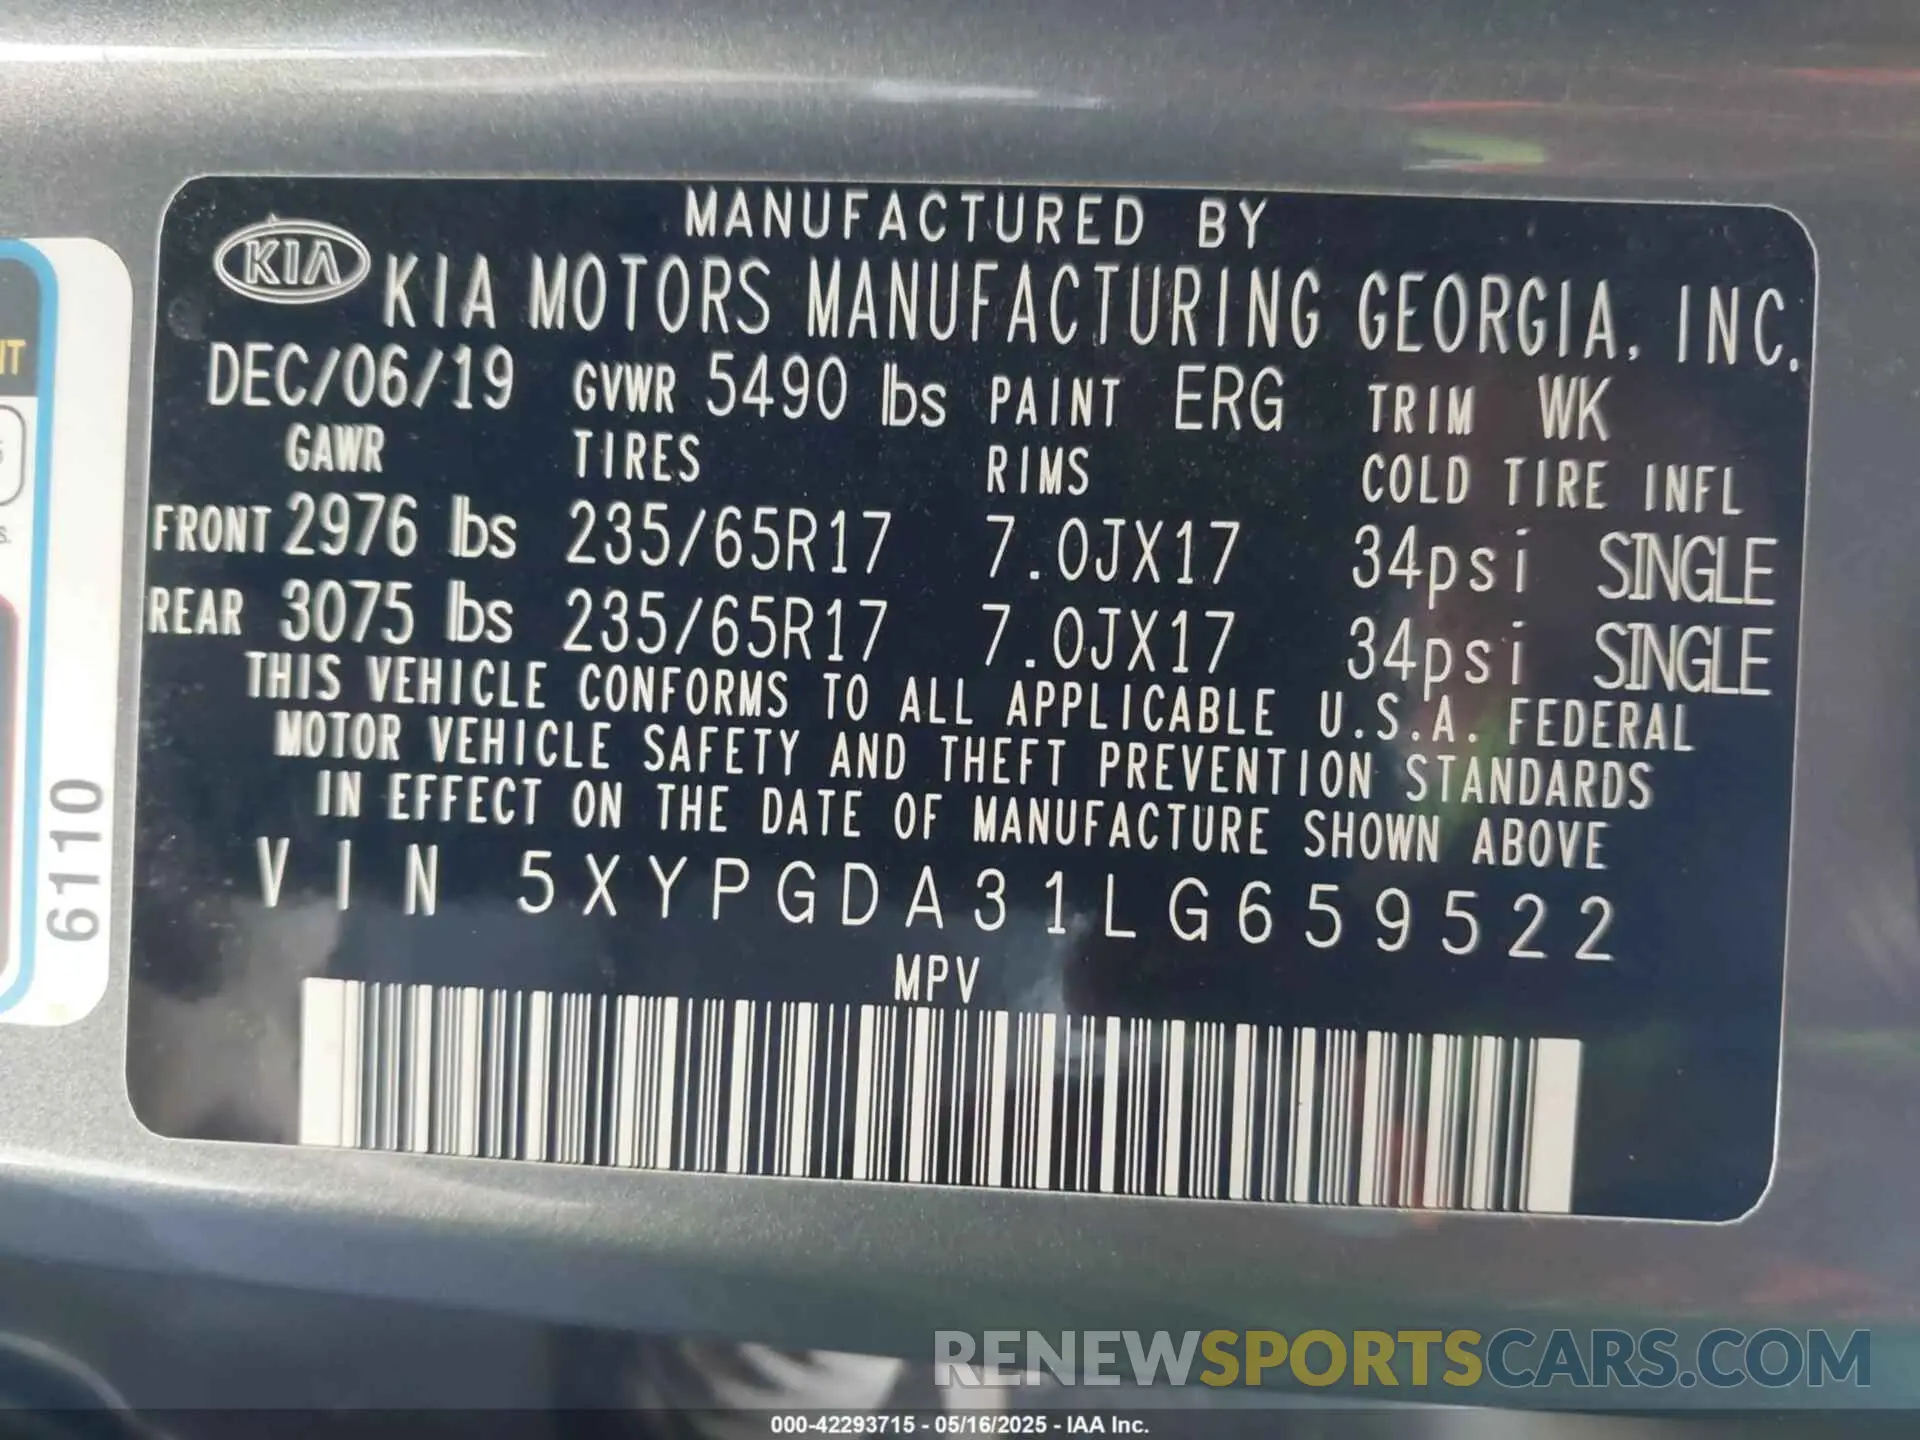 MANUFACTURED BY
KIA KIA MOTORS MANUFACTURING GEORGIA, INC.
DEC/06/19 GVWR 5490 lbs PAINT ERG TRIM WK
GAWR TIRES RIMS COLD TIRE INFL
FRONT 2976 lbs 235/65R17 7.0JX17 34psi SINGLE
REAR 3075 lbs 235/65R17 7.0JX17 34psi SINGLE
THIS VEHICLE CONFORMS TO ALL APPLICABLE U.S.A. FEDERAL
MOTOR VEHICLE SAFETY AND THEFT PREVENTION STANDARDS
IN EFFECT ON THE DATE OF MANUFACTURE SHOWN ABOVE
VIN 5XYPGDA31LG659522
MPV
6110
RENEWSPORTSCARS.COM
000-42293715 - 05/16/2025 - IAA Inc.